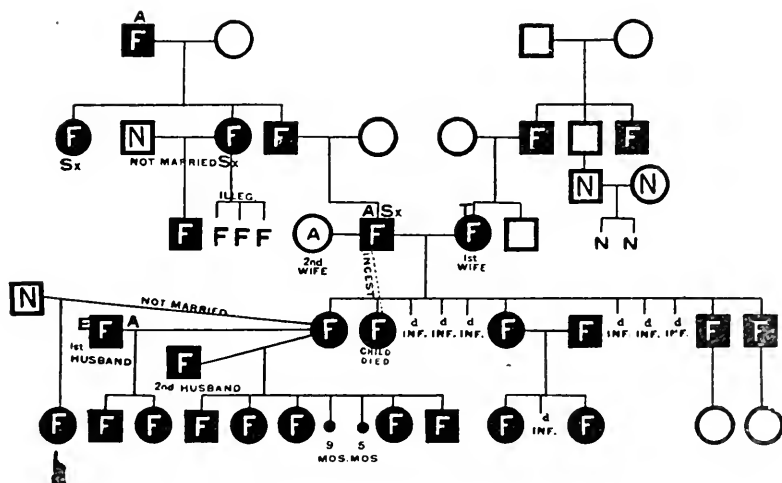 A
F
F N F F F F
Sx NOT MARRIED Sx
N N
ILLEG.
F F F F N N
A Sx T
A F F
2nd WIFE 1st WIFE
INCEST
N NOT MARRIED
F F d d d F F d d d F F
INF. INF. INF. INF. INF. INF.
CHILD DIED
E F A
1st HUSBAND
F
2nd HUSBAND
F F F F F F F F F d F
INF.
9 5
MOS. MOS